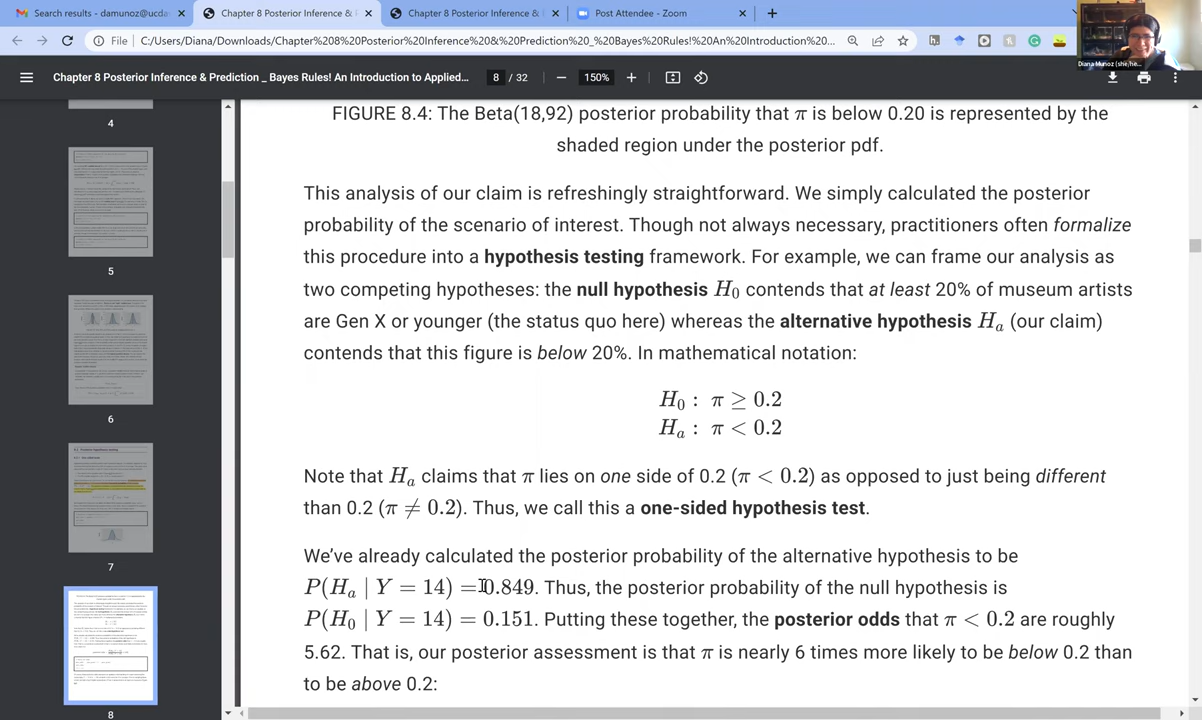 Search results - damunoz@ucda
Chapter 8 Posterior Inference & P
Chapter 8 Posterior Inference & P
Post Attendee - Zoom
File
C:/Users/Diana/Downloads/Chapter%208%20Posterior%20Inference%20&%20Prediction%20_%20Bayes%20Rules!%20An%20Introduction%20...
Chapter 8 Posterior Inference & Prediction _ Bayes Rules! An Introduction to Applied...
8 / 32
150%
Diana Munoz (she/he...
4
5
6
7
8
FIGURE 8.4: The Beta(18,92) posterior probability that π is below 0.20 is represented by the
shaded region under the posterior pdf.
This analysis of our claim is refreshingly straightforward. We simply calculated the posterior
probability of the scenario of interest. Though not always necessary, practitioners often formalize
this procedure into a hypothesis testing framework. For example, we can frame our analysis as
two competing hypotheses: the null hypothesis H₀ contends that at least 20% of museum artists
are Gen X or younger (the status quo here) whereas the alternative hypothesis Hₐ (our claim)
contends that this figure is below 20%. In mathematical notation:
H₀ : π ≥ 0.2
Hₐ : π < 0.2
Note that Hₐ claims that π lies on one side of 0.2 (π < 0.2) as opposed to just being different
than 0.2 (π ≠ 0.2). Thus, we call this a one-sided hypothesis test.
We've already calculated the posterior probability of the alternative hypothesis to be
P(Hₐ | Y = 14) = 0.849. Thus, the posterior probability of the null hypothesis is
P(H₀ | Y = 14) = 0.151. Putting these together, the posterior odds that π < 0.2 are roughly
5.62. That is, our posterior assessment is that π is nearly 6 times more likely to be below 0.2 than
to be above 0.2: